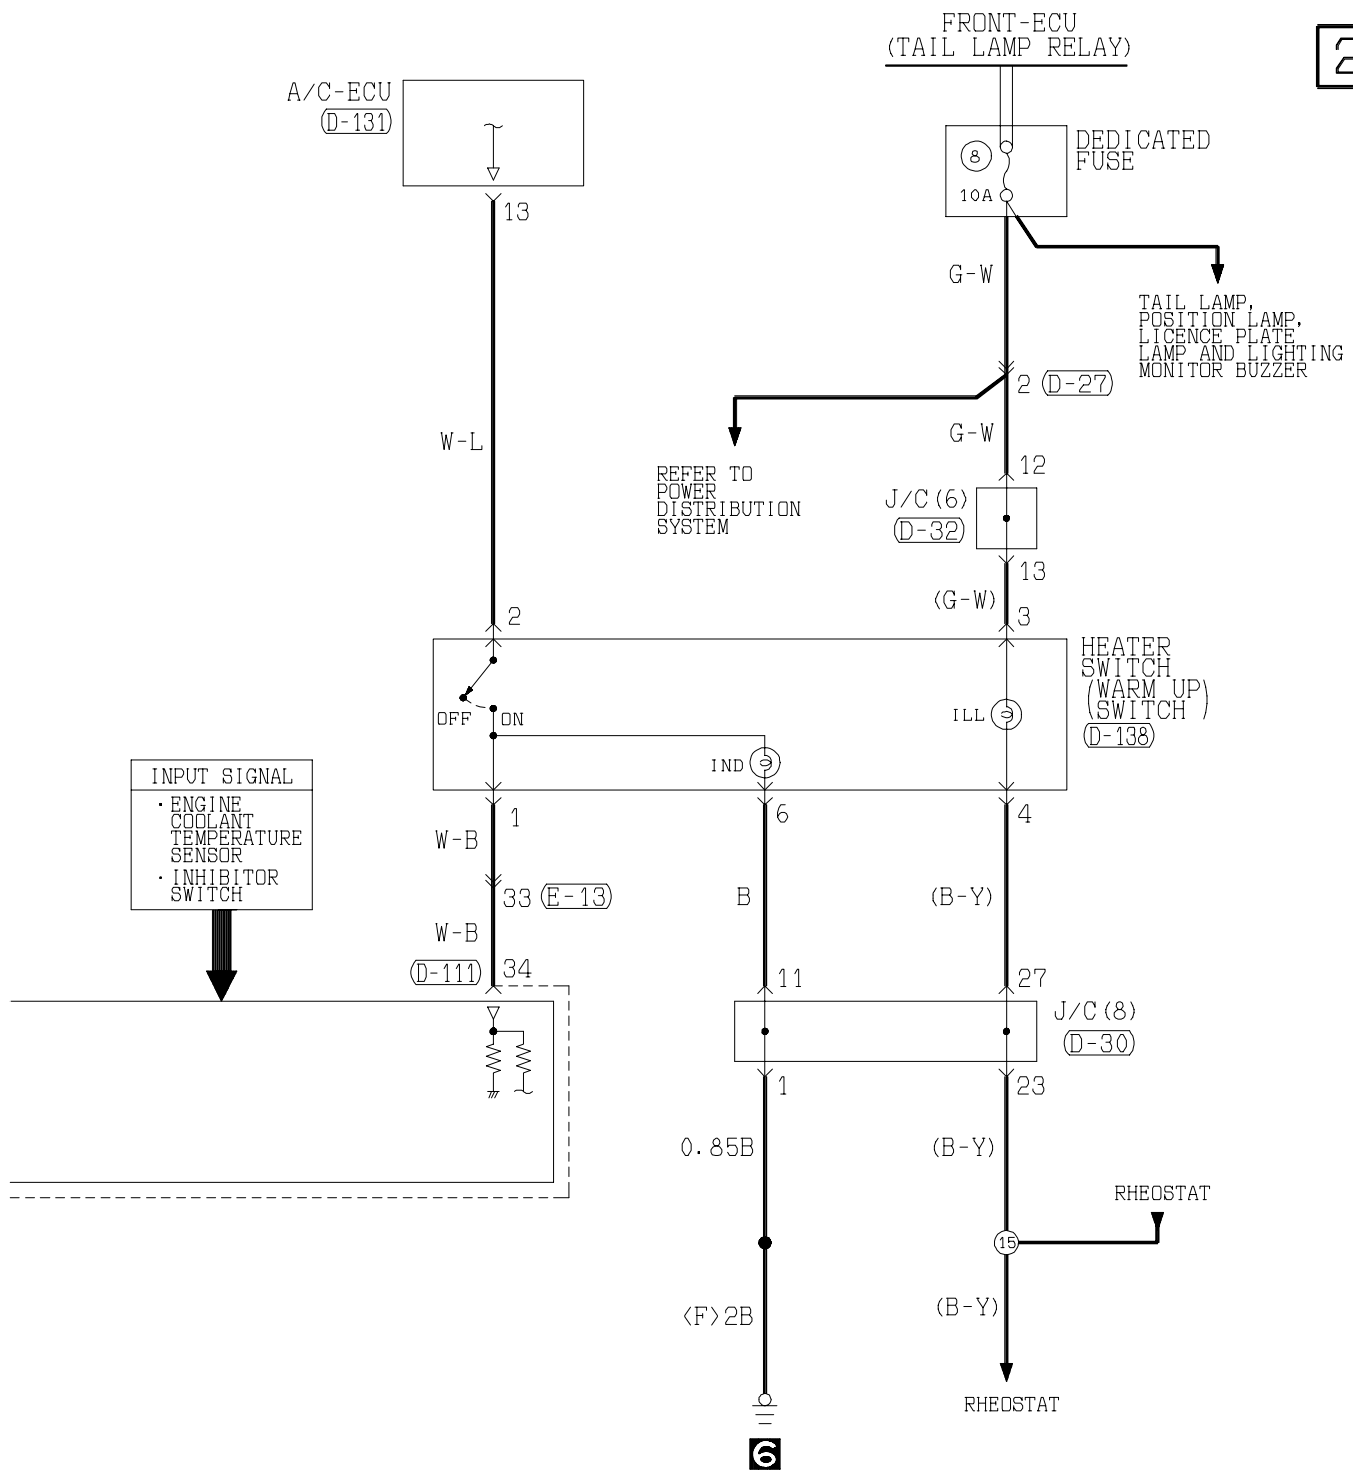 FRONT-ECU
(TAIL LAMP RELAY)
2
A/C-ECU
(D-131)
DEDICATED
FUSE
8
10A
13
G-W
TAIL LAMP,
POSITION LAMP,
LICENCE PLATE
LAMP AND LIGHTING
MONITOR BUZZER
2 (D-27)
W-L
G-W
12
REFER TO
POWER
DISTRIBUTION
SYSTEM
J/C(6)
(D-32)
13
(G-W)
2
3
HEATER
SWITCH
(WARM UP)
(SWITCH )
(D-138)
OFF
ON
ILL
IND
INPUT SIGNAL
·ENGINE
COOLANT
TEMPERATURE
SENSOR
·INHIBITOR
SWITCH
1
6
4
W-B
33 (E-13)
B
(B-Y)
W-B
(D-111)
34
11
27
J/C(8)
(D-30)
1
23
0.85B
(B-Y)
RHEOSTAT
15
<F>2B
(B-Y)
RHEOSTAT
6